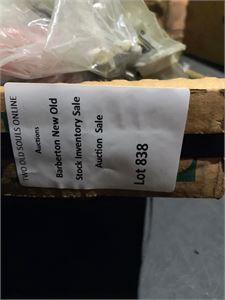 TWO OLD SOULS ONLINE
Auctions
Barberton New Old
Stock Inventory Sale
Auction Sale
Lot 838